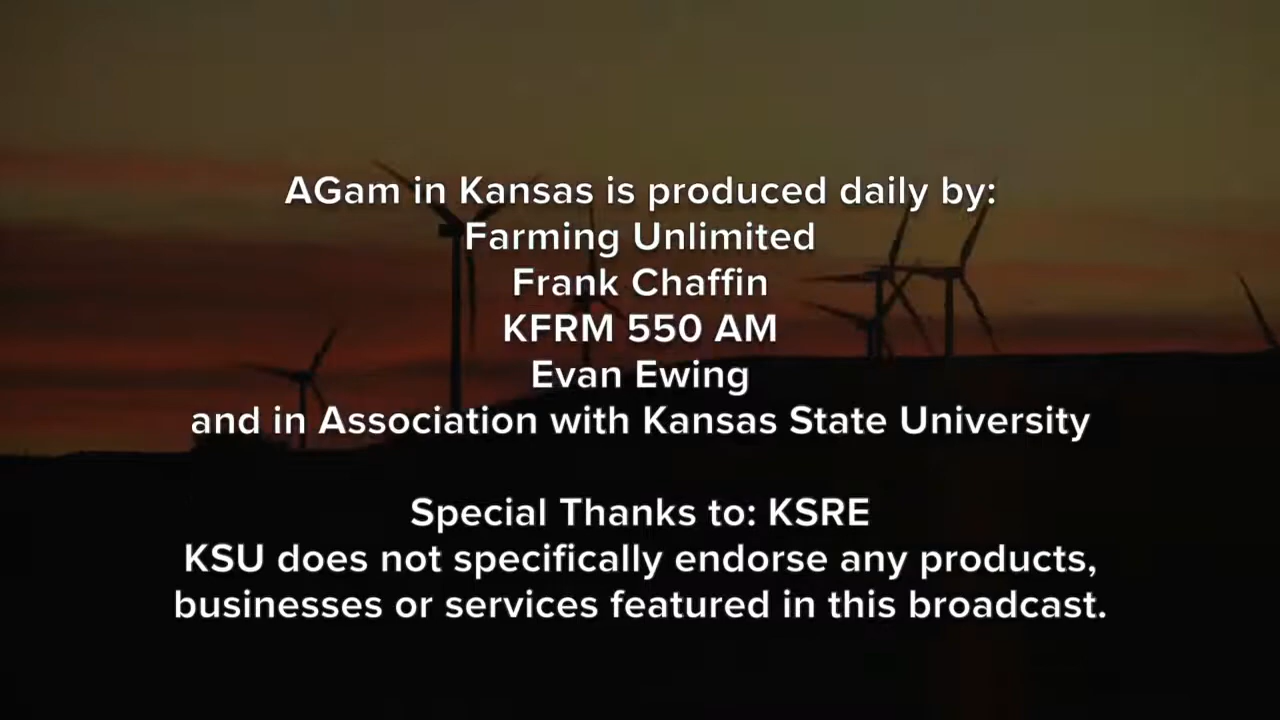 AGam in Kansas is produced daily by:
Farming Unlimited
Frank Chaffin
KFRM 550 AM
Evan Ewing
and in Association with Kansas State University
Special Thanks to: KSRE
KSU does not specifically endorse any products,
businesses or services featured in this broadcast.